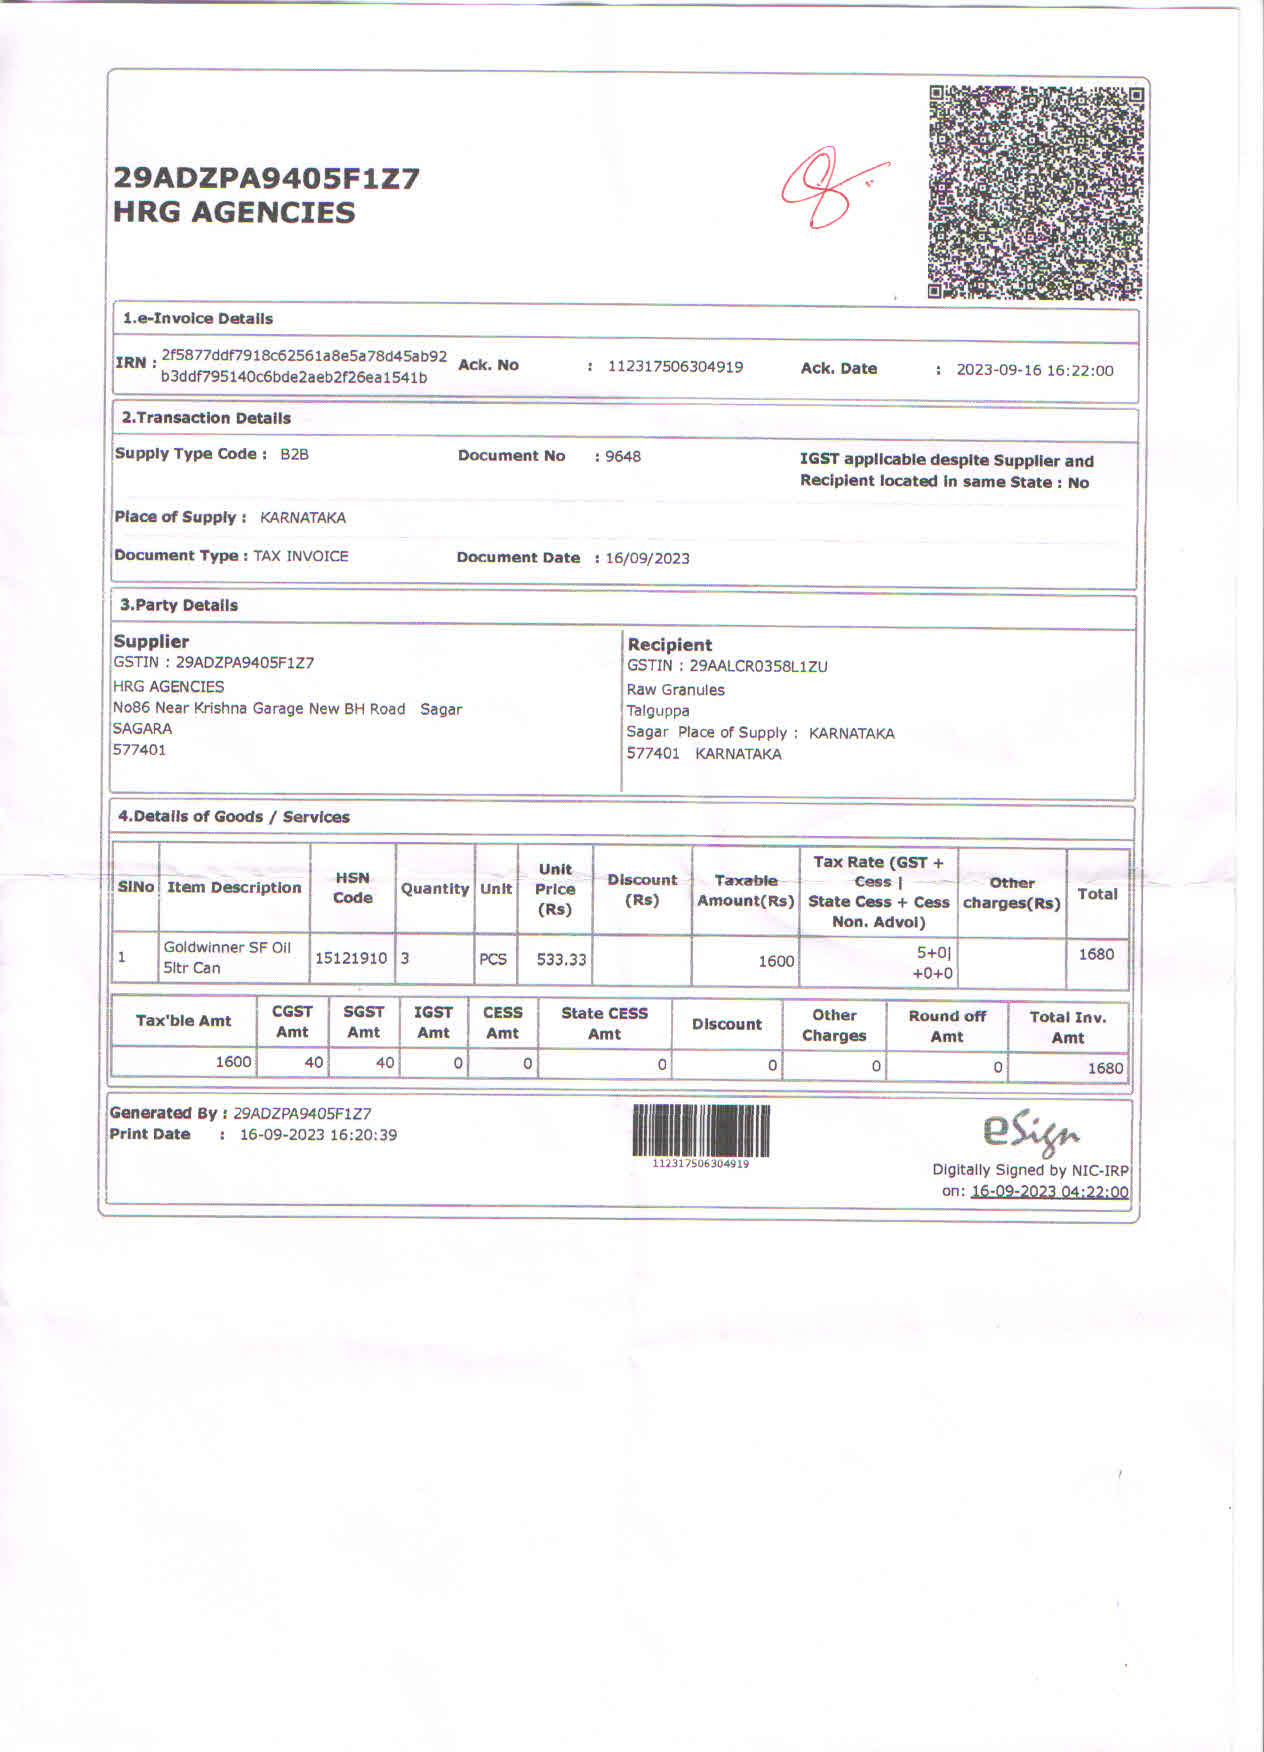 29ADZPA9405F1Z7
HRG AGENCIES
1.e-Invoice Details
IRN : 2f5877ddf7918c62561a8e5a78d45ab92
b3ddf795140c6bde2aeb2f26ea1541b
Ack. No : 112317506304919
Ack. Date : 2023-09-16 16:22:00
2.Transaction Details
Supply Type Code : B2B
Document No : 9648
IGST applicable despite Supplier and
Recipient located in same State : No
Place of Supply : KARNATAKA
Document Type : TAX INVOICE
Document Date : 16/09/2023
3.Party Details
Supplier
GSTIN : 29ADZPA9405F1Z7
HRG AGENCIES
No86 Near Krishna Garage New BH Road Sagar
SAGARA
577401
Recipient
GSTIN : 29AALCR0358L1ZU
Raw Granules
Talguppa
Sagar Place of Supply : KARNATAKA
577401 KARNATAKA
4.Details of Goods / Services
SlNo Item Description HSN Code Quantity Unit Unit Price (Rs) Discount (Rs) Taxable Amount(Rs) Tax Rate (GST + Cess | State Cess + Cess Non. Advol) Other charges(Rs) Total
1 Goldwinner SF Oil 5ltr Can 15121910 3 PCS 533.33 1600 5+0| +0+0 1680
Tax'ble Amt CGST Amt SGST Amt IGST Amt CESS Amt State CESS Amt Discount Other Charges Round off Amt Total Inv. Amt
1600 40 40 0 0 0 0 0 0 1680
Generated By : 29ADZPA9405F1Z7
Print Date : 16-09-2023 16:20:39
112317506304919
eSign
Digitally Signed by NIC-IRP
on: 16-09-2023 04:22:00